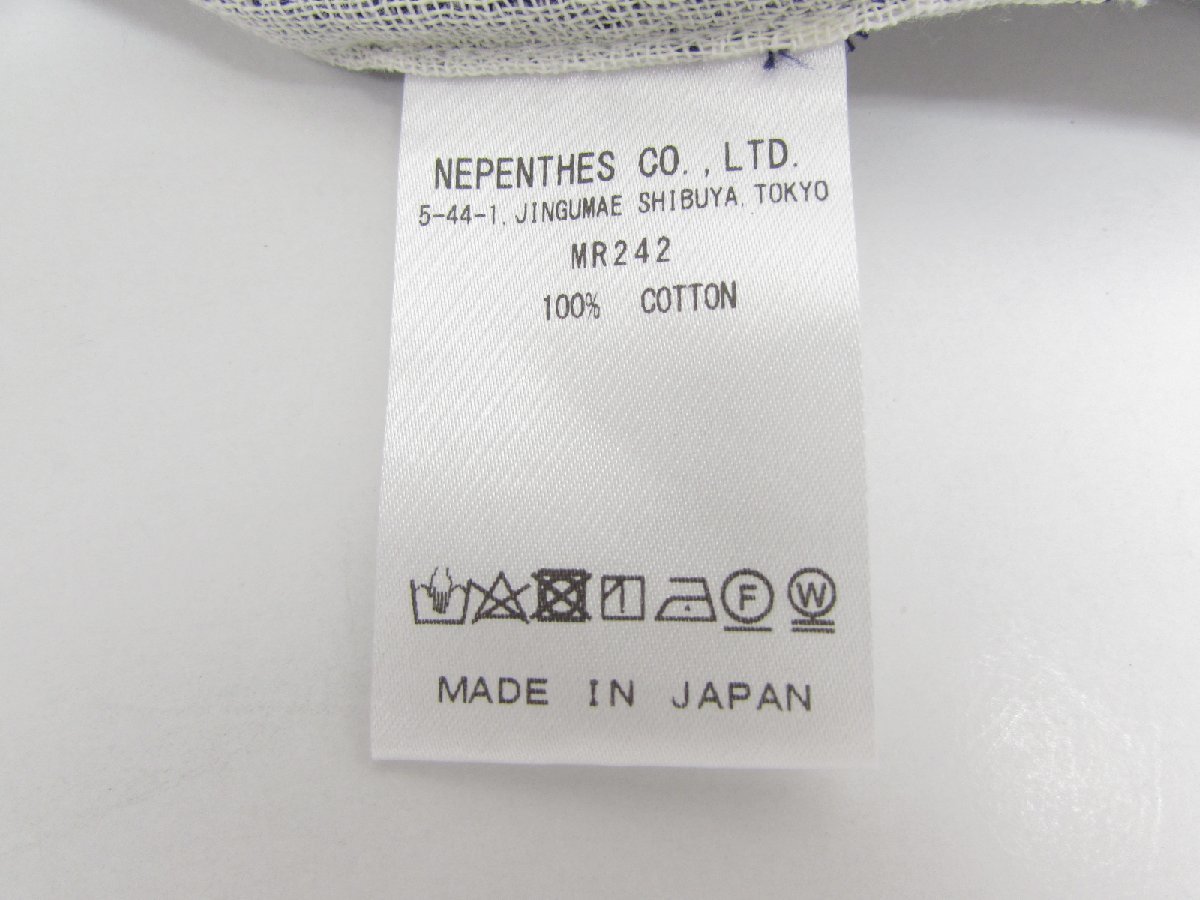 NEPENTHES CO.,LTD.
5-44-1, JINGUMAE SHIBUYA, TOKYO
MR242
100% COTTON
F W
MADE IN JAPAN